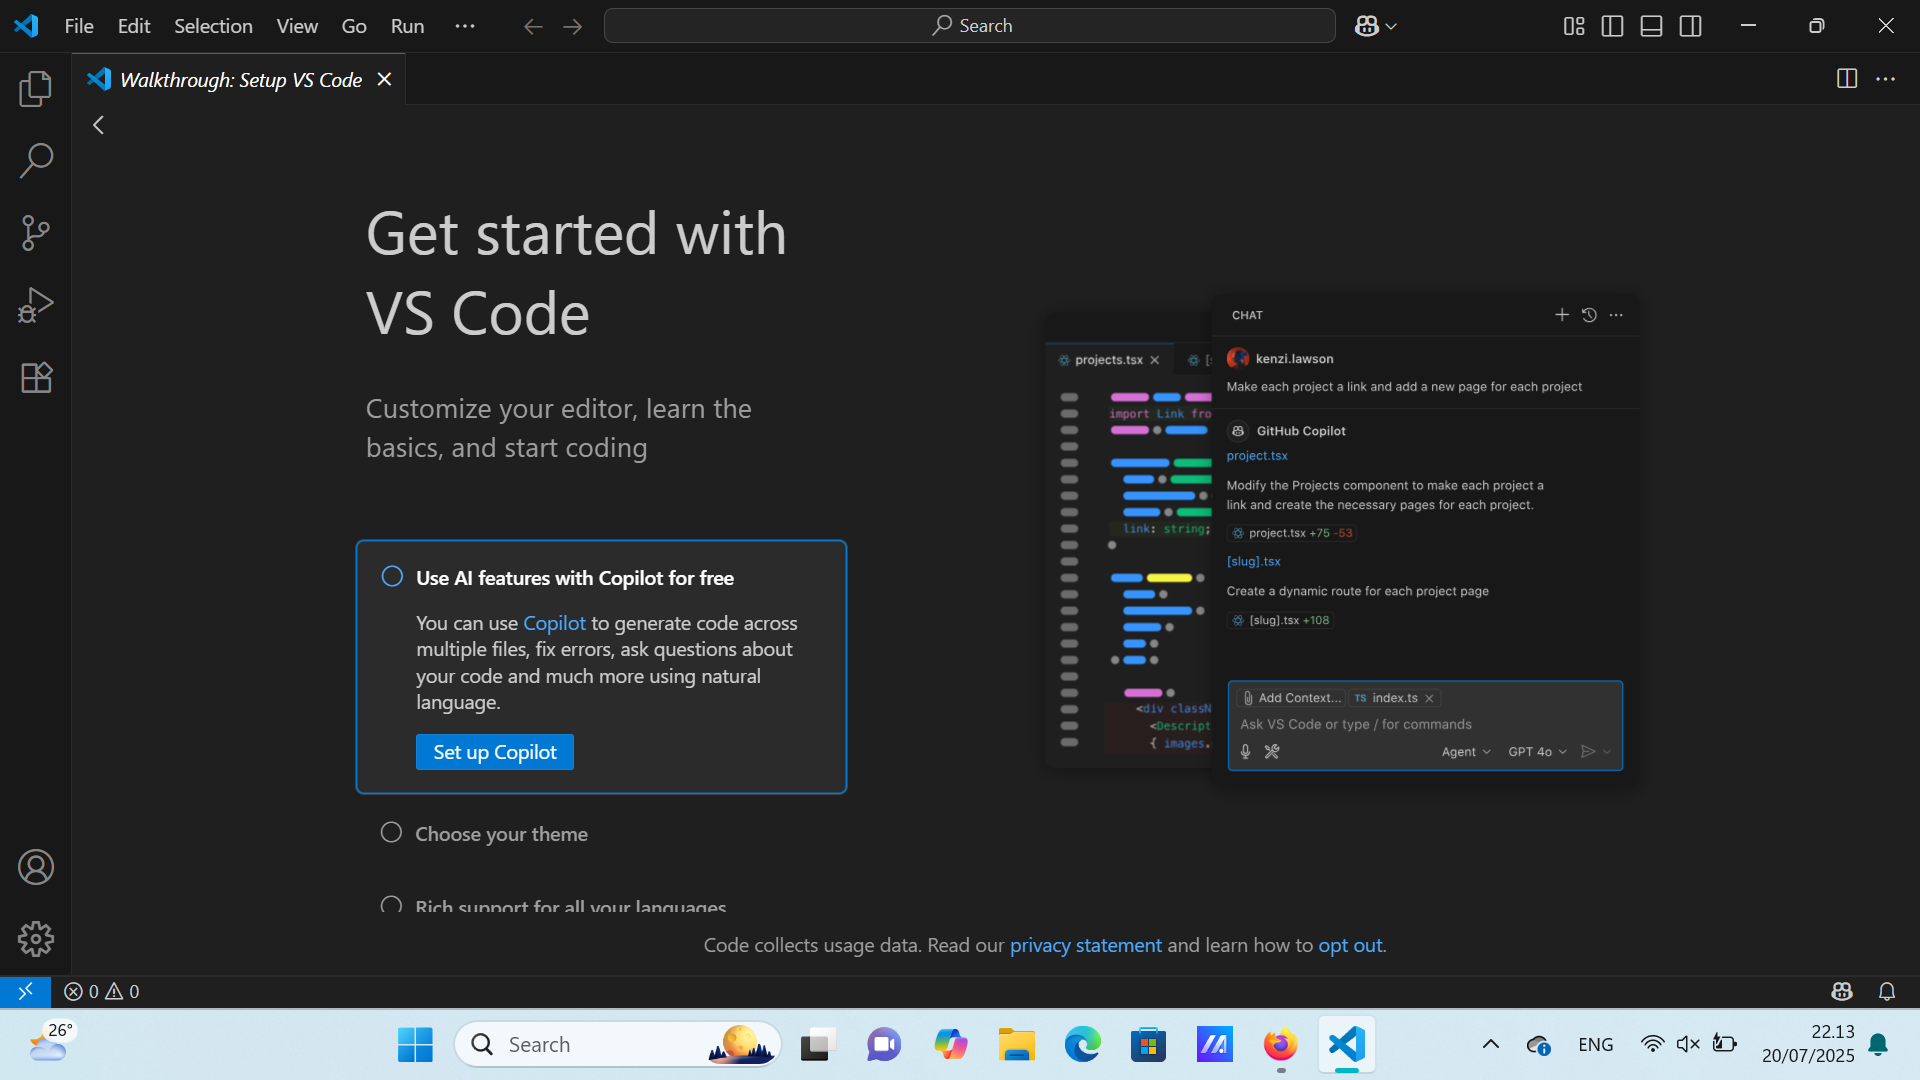 File Edit Selection View Go Run ···
Search
Walkthrough: Setup VS Code
Get started with
VS Code
Customize your editor, learn the
basics, and start coding
Use AI features with Copilot for free
You can use Copilot to generate code across
multiple files, fix errors, ask questions about
your code and much more using natural
language.
Set up Copilot
Choose your theme
Rich support for all your languages
projects.tsx
import Link fro
link: string;
<div classN
<Descript
{ images.
CHAT
kenzi.lawson
Make each project a link and add a new page for each project
GitHub Copilot
project.tsx
Modify the Projects component to make each project a
link and create the necessary pages for each project.
project.tsx +75 -53
[slug].tsx
Create a dynamic route for each project page
[slug].tsx +108
Add Context... TS index.ts
Ask VS Code or type / for commands
Agent GPT 4o
Code collects usage data. Read our privacy statement and learn how to opt out.
0 0
26°
Search
ENG
22.13
20/07/2025